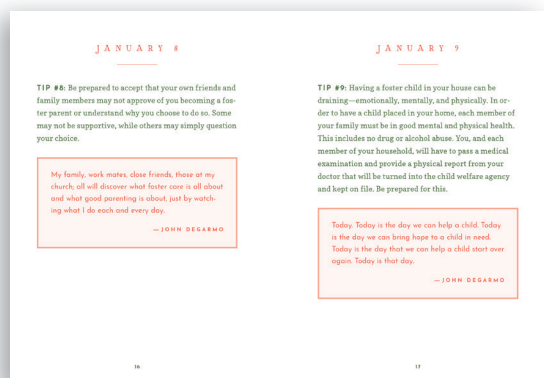 JANUARY 8
TIP #8: Be prepared to accept that your own friends and
family members may not approve of you becoming a fos-
ter parent or understand why you choose to do so. Some
may not be supportive, while others may simply question
your choice.
My family, work mates, close friends, those at my
church; all will discover what foster care is all about
and what good parenting is about, just by watch-
ing what I do each and every day.
—JOHN DEGARMO
16
JANUARY 9
TIP #9: Having a foster child in your house can be
draining—emotionally, mentally, and physically. In or-
der to have a child placed in your home, each member of
your family must be in good mental and physical health.
This includes no drug or alcohol abuse. You, and each
member of your household, will have to pass a medical
examination and provide a physical report from your
doctor that will be turned into the child welfare agency
and kept on file. Be prepared for this.
Today. Today is the day we can help a child. Today
is the day we can bring hope to a child in need.
Today is the day that we can help a child start over
again. Today is that day.
—JOHN DEGARMO
17